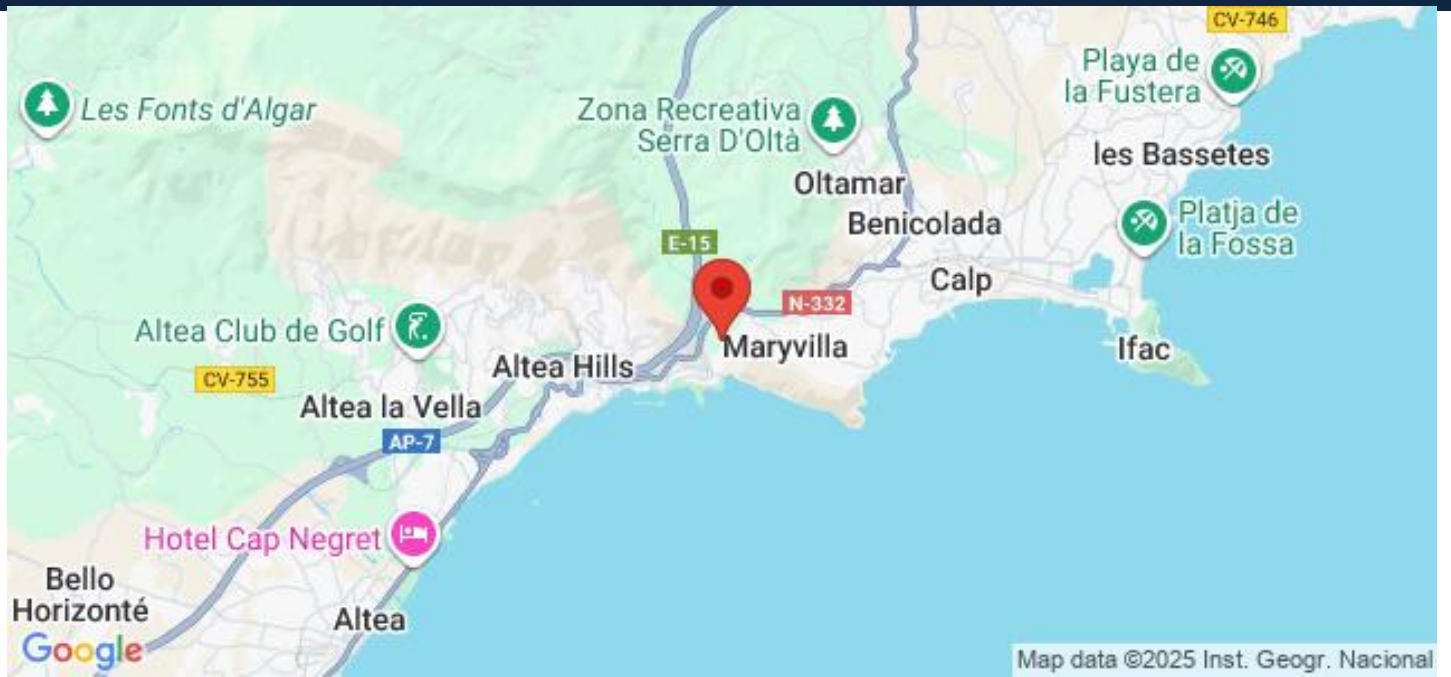 CV-746
Playa de
la Fustera
Les Fonts d'Algar
Zona Recreativa
Serra D'Oltà
les Bassetes
Oltamar
Benicolada
Platja de
la Fossa
E-15
Calp
N-332
Altea Club de Golf
Maryvilla
Ifac
Altea Hills
CV-755
Altea la Vella
AP-7
Hotel Cap Negret
Bello
Horizonté
Altea
Google
Map data ©2025 Inst. Geogr. Nacional